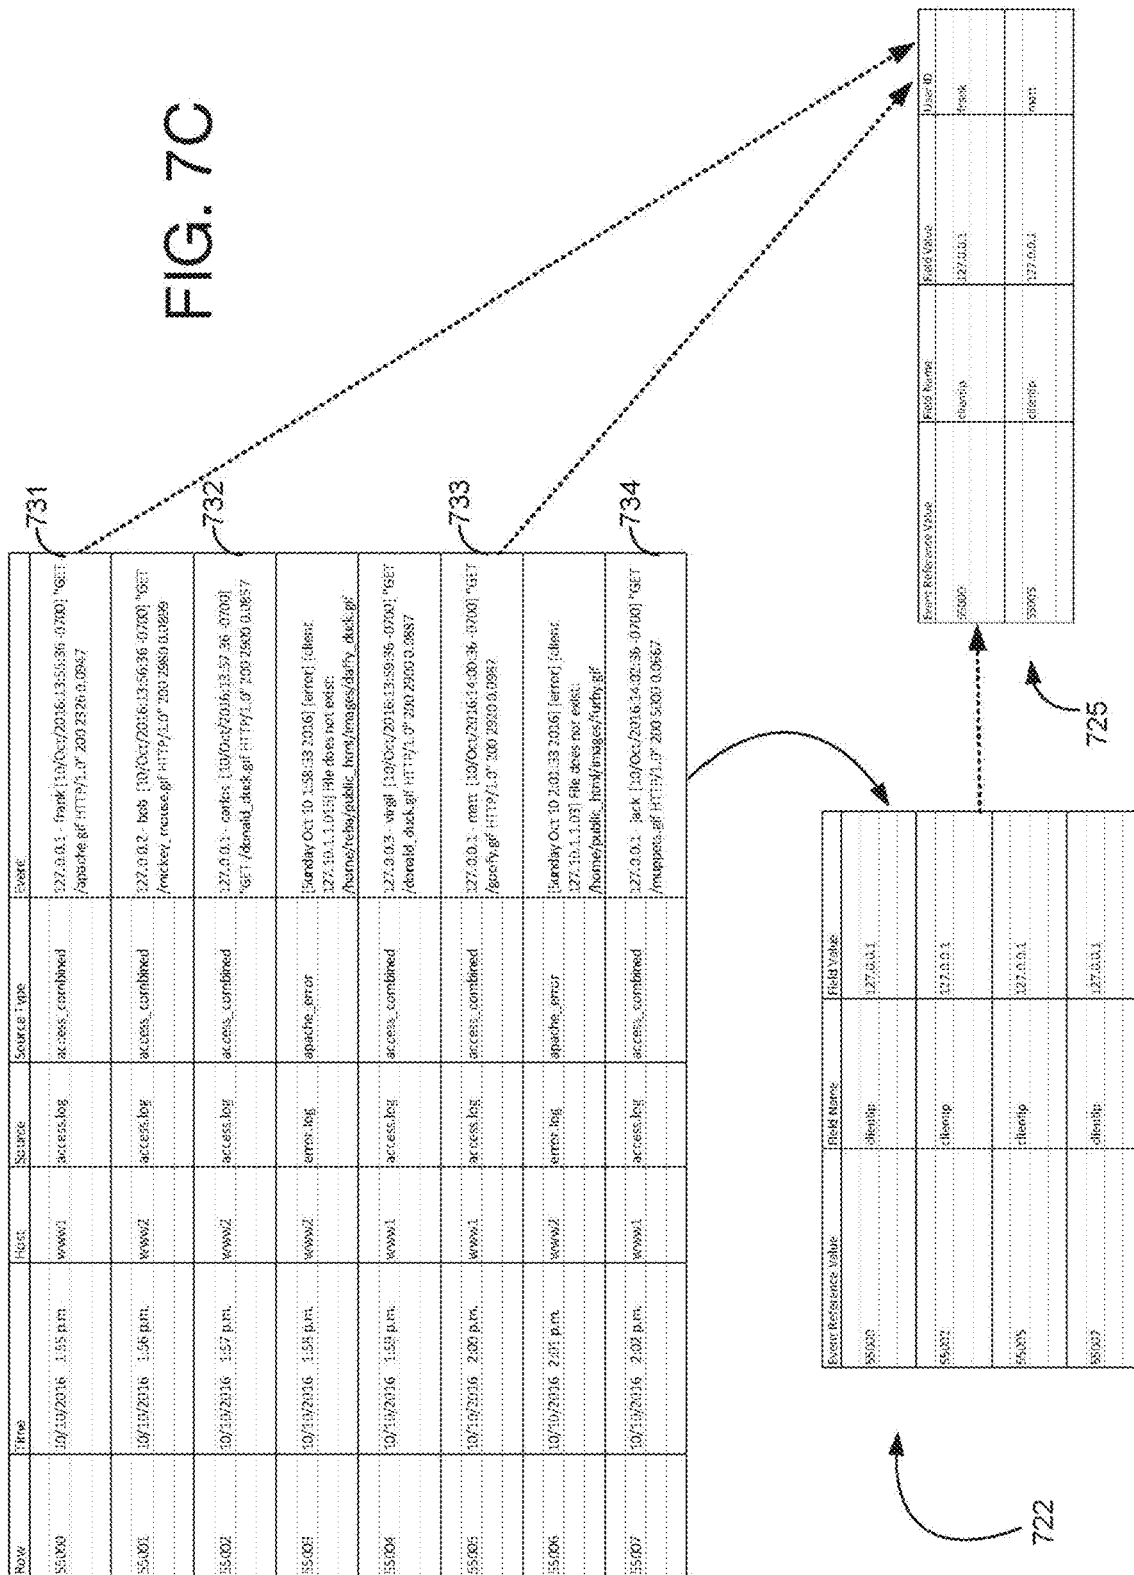 Row Time Host Source Source Type Event
55000 10/10/2016 1:55 p.m. www1 access.log access_combined 127.0.0.1 - frank [10/Oct/2016:13:55:36 -0700] "GET
/apache.gif HTTP/1.0" 200 2326 0.0947
55001 10/10/2016 1:56 p.m. www2 access.log access_combined 127.0.0.2 - bob [10/Oct/2016:13:56:36 -0700] "GET
/mickey_mouse.gif HTTP/1.0" 200 2980 0.0899
55002 10/10/2016 1:57 p.m. www2 access.log access_combined 127.0.0.1 - carlos [10/Oct/2016:13:57:36 -0700]
"GET /donald_duck.gif HTTP/1.0" 200 2900 0.0857
55003 10/10/2016 1:58 p.m. www2 error.log apache_error [Sunday Oct 10 1:58:33 2016] [error] [client
127.10.1.1.015] File does not exist:
/home/reba/public_html/images/daffy_duck.gif
55004 10/10/2016 www1 access.log access_combined 127.0.0.3 - virgil [10/Oct/2016:13:59:36 -0700] "GET
/donald_duck.gif HTTP/1.0" 200 2900 0.0887
55005 10/10/2016 2:00 p.m. www1 access.log access_combined 127.0.0.1 - matt [10/Oct/2016:14:00:36 -0700] "GET
/goofy.gif HTTP/1.0" 200 2920 0.0967
55006 10/10/2016 2:01 p.m. www2 error.log apache_error [Sunday Oct 10 2:01:33 2016] [error] [client
127.10.1.1.03] File does not exist:
/home/public_html/images/furby.gif
55007 10/10/2016 2:02 p.m. www1 access.log access_combined 127.0.0.1 - jack [10/Oct/2016:14:02:36 -0700] "GET
/muppets.gif HTTP/1.0" 200 5000 0.0667
731
732
733
734
FIG. 7C
722
Event Reference Value Field Name Field Value
55000 clientip 127.0.0.1
55002 clientip 127.0.0.1
55005 clientip 127.0.0.1
55007 clientip 127.0.0.1
725
Event Reference Value Field Name Field Value User ID
55000 clientip 127.0.0.1 frank
55005 clientip 127.0.0.1 matt